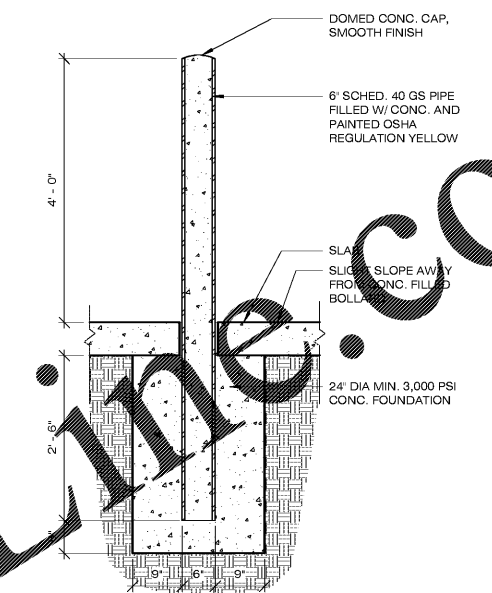 DOMED CONC. CAP,
SMOOTH FINISH
6" SCHED. 40 GS PIPE
FILLED W/ CONC. AND
PAINTED OSHA
REGULATION YELLOW
4' - 0"
SLAB
SLIGHT SLOPE AWAY
FROM CONC. FILLED
BOLLARD
24" DIA MIN. 3,000 PSI
CONC. FOUNDATION
2' - 6"
9" 6" 9"
Line.co